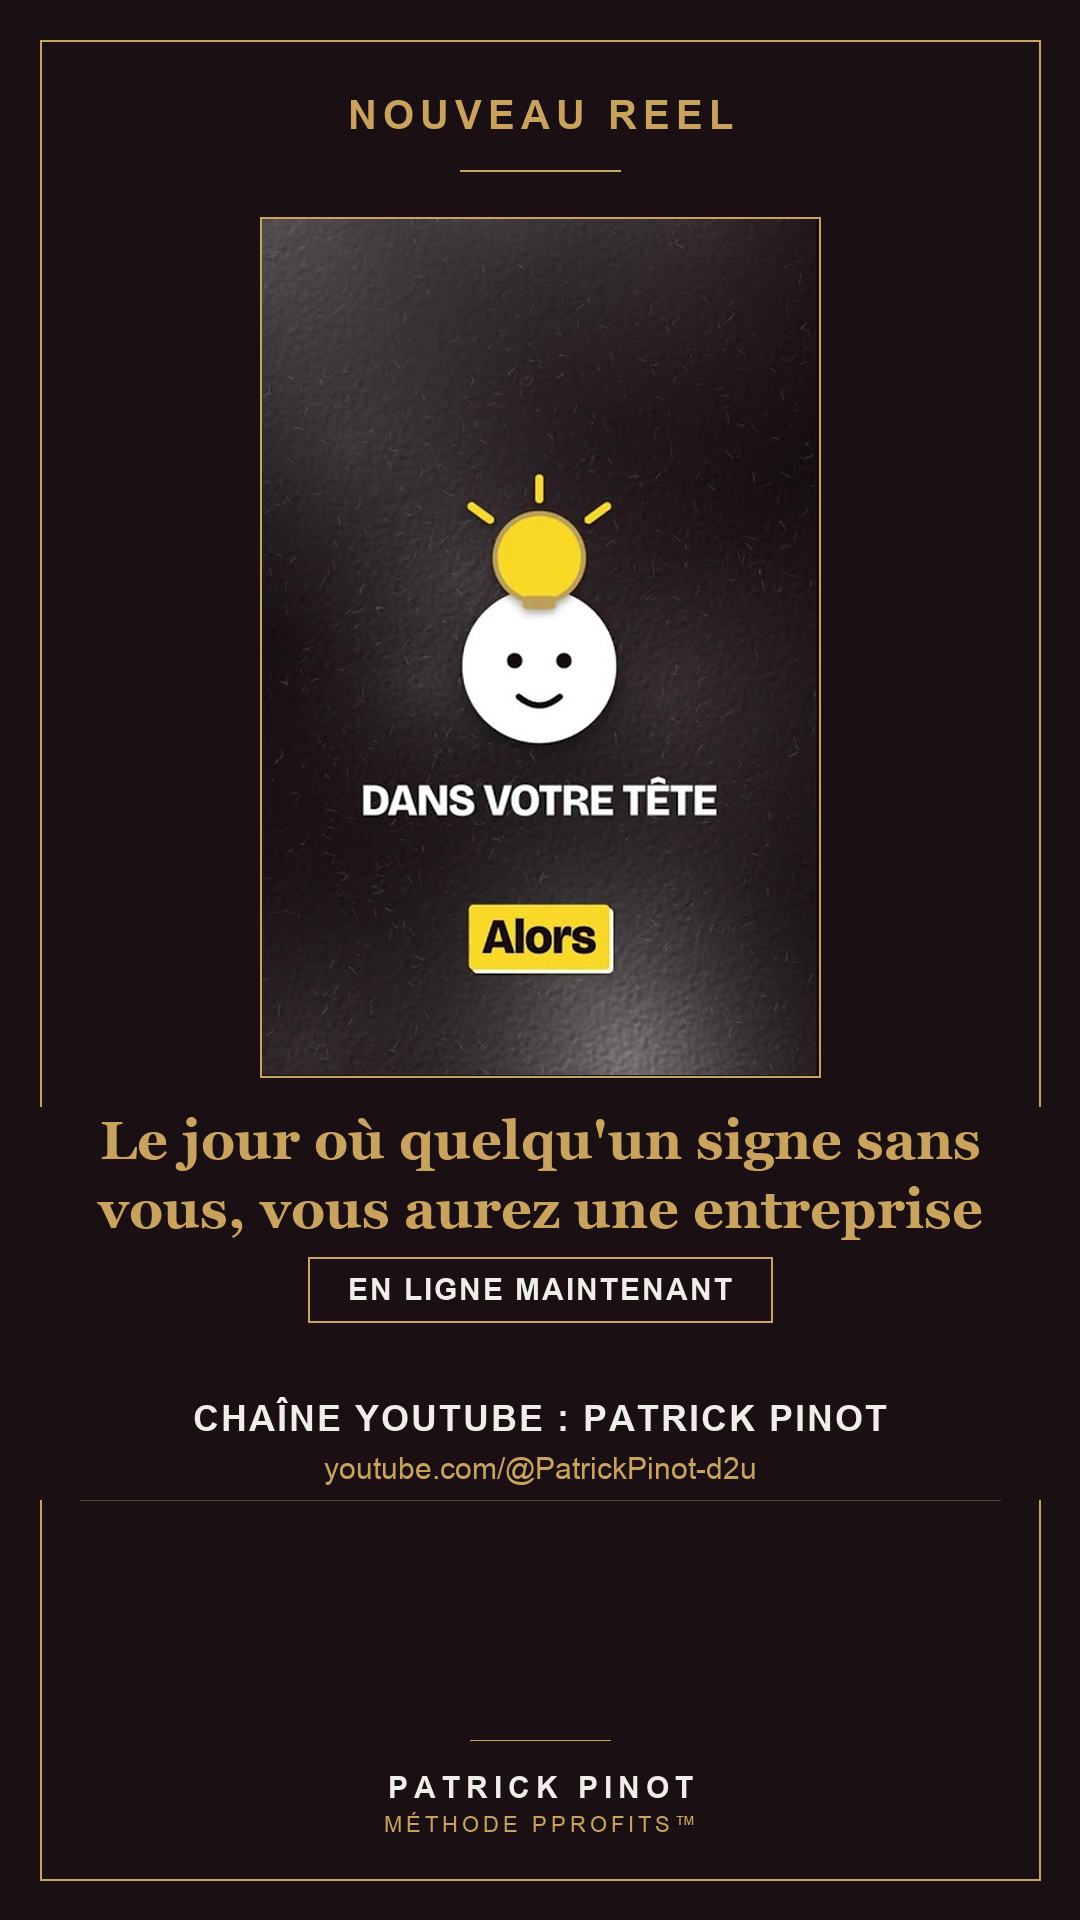 NOUVEAU REEL
DANS VOTRE TÊTE
Alors
Le jour où quelqu'un signe sans
vous, vous aurez une entreprise
EN LIGNE MAINTENANT
CHAÎNE YOUTUBE : PATRICK PINOT
youtube.com/@PatrickPinot-d2u
PATRICK PINOT
MÉTHODE PPROFITS™